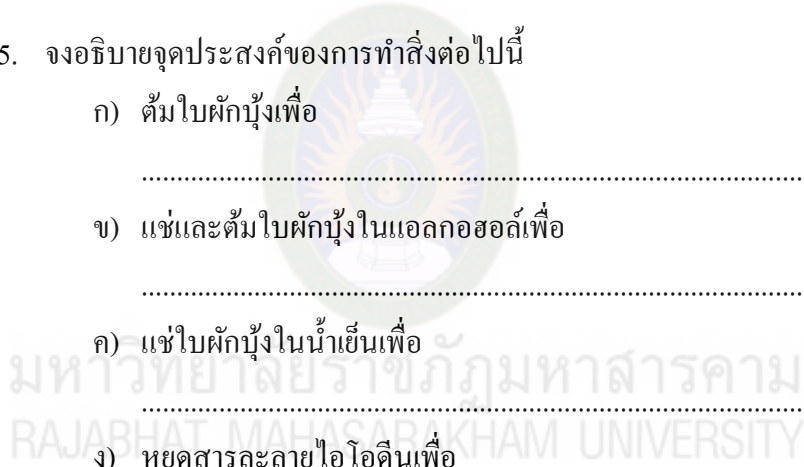 5. จงอธิบายจุดประสงค์ของการทำสิ่งต่อไปนี้
ก) ต้มใบผักบุ้งเพื่อ
................................................................................................
ข) แช่และต้มใบผักบุ้งในแอลกอฮอล์เพื่อ
................................................................................................
ค) แช่ใบผักบุ้งในน้ำเย็นเพื่อ
มหาวิทยาลัยราชภัฏมหาสารคาม
................................................................................................
RAJABHAT MAHASARAKHAM UNIVERSITY
ง) หยดสารละลายไอโอดีนเพื่อ